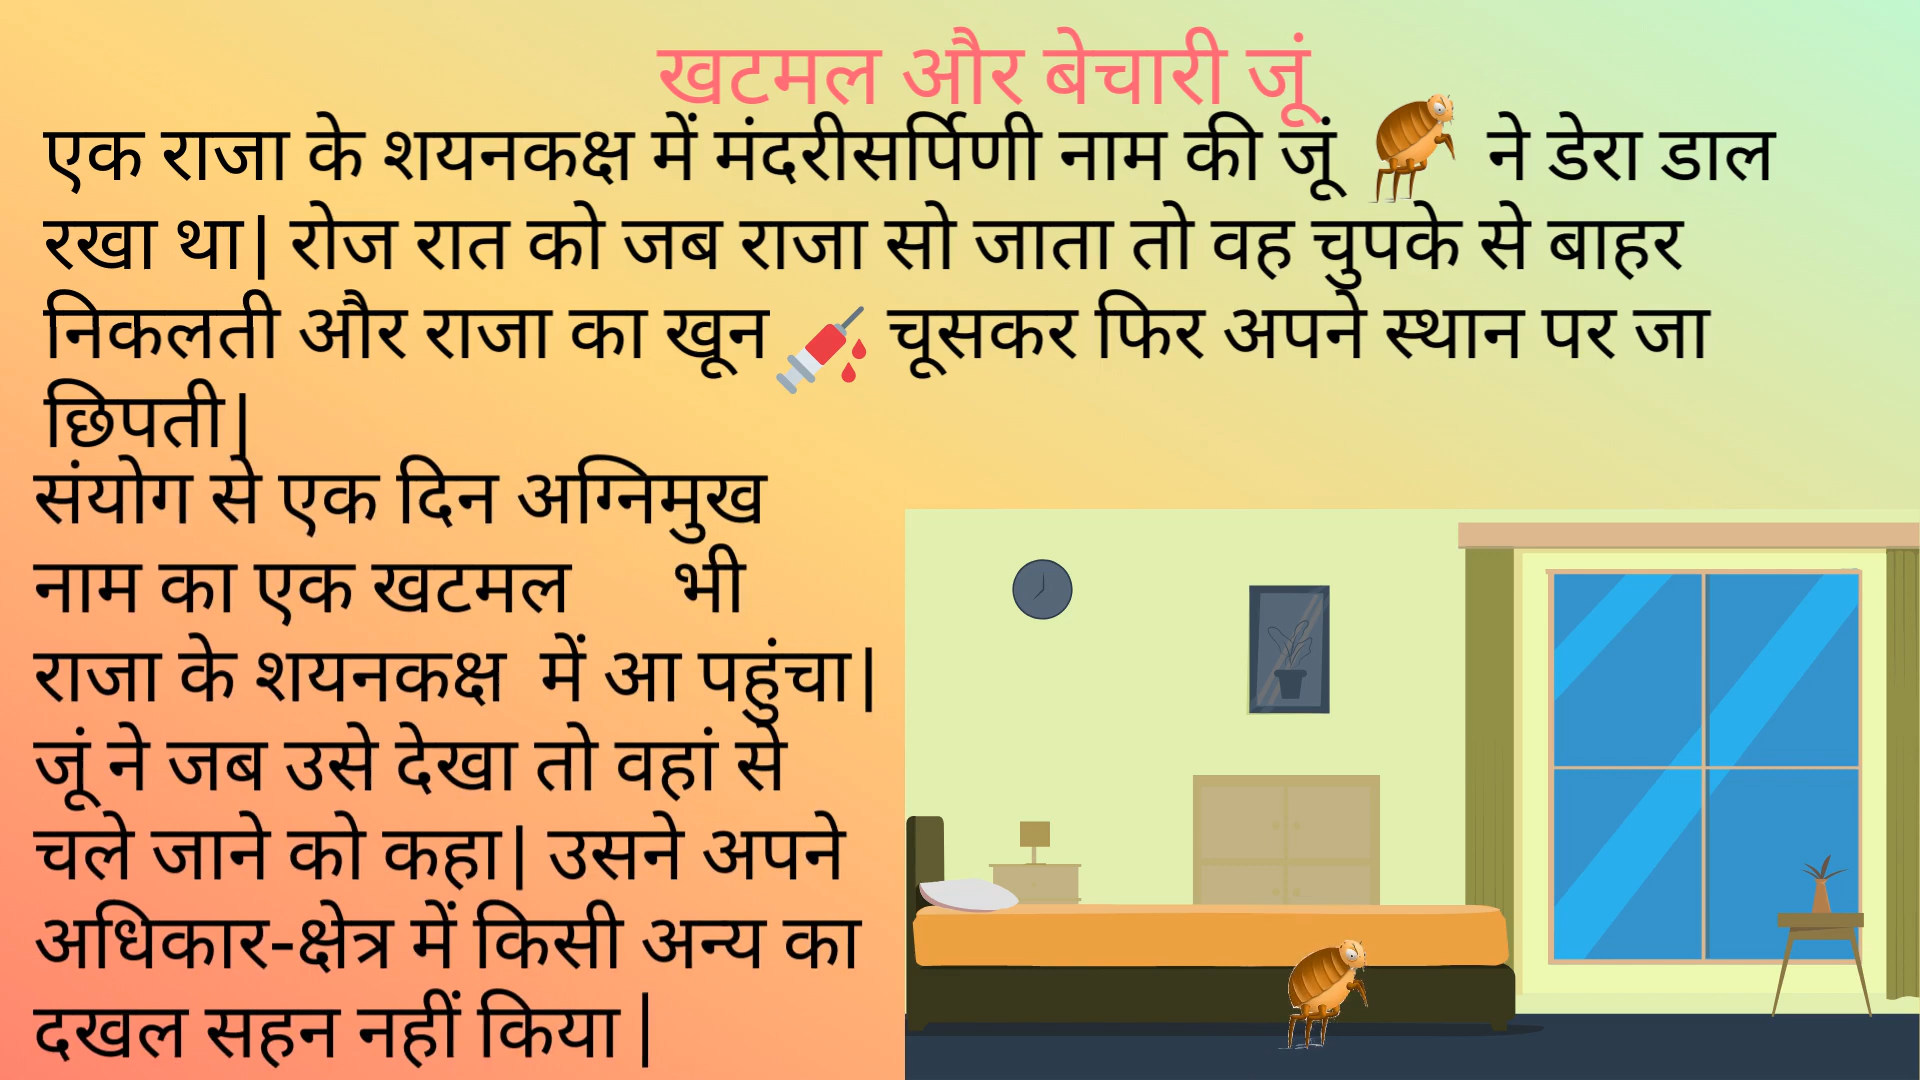 खटमल और बेचारी जूं
एक राजा के शयनकक्ष में मंदरीसर्पिणी नाम की जूं ने डेरा डाल
रखा था| रोज रात को जब राजा सो जाता तो वह चुपके से बाहर
निकलती और राजा का खून चूसकर फिर अपने स्थान पर जा
छिपती|
संयोग से एक दिन अग्निमुख
नाम का एक खटमल भी
राजा के शयनकक्ष में आ पहुंचा|
जूं ने जब उसे देखा तो वहां से
चले जाने को कहा| उसने अपने
अधिकार-क्षेत्र में किसी अन्य का
दखल सहन नहीं किया|